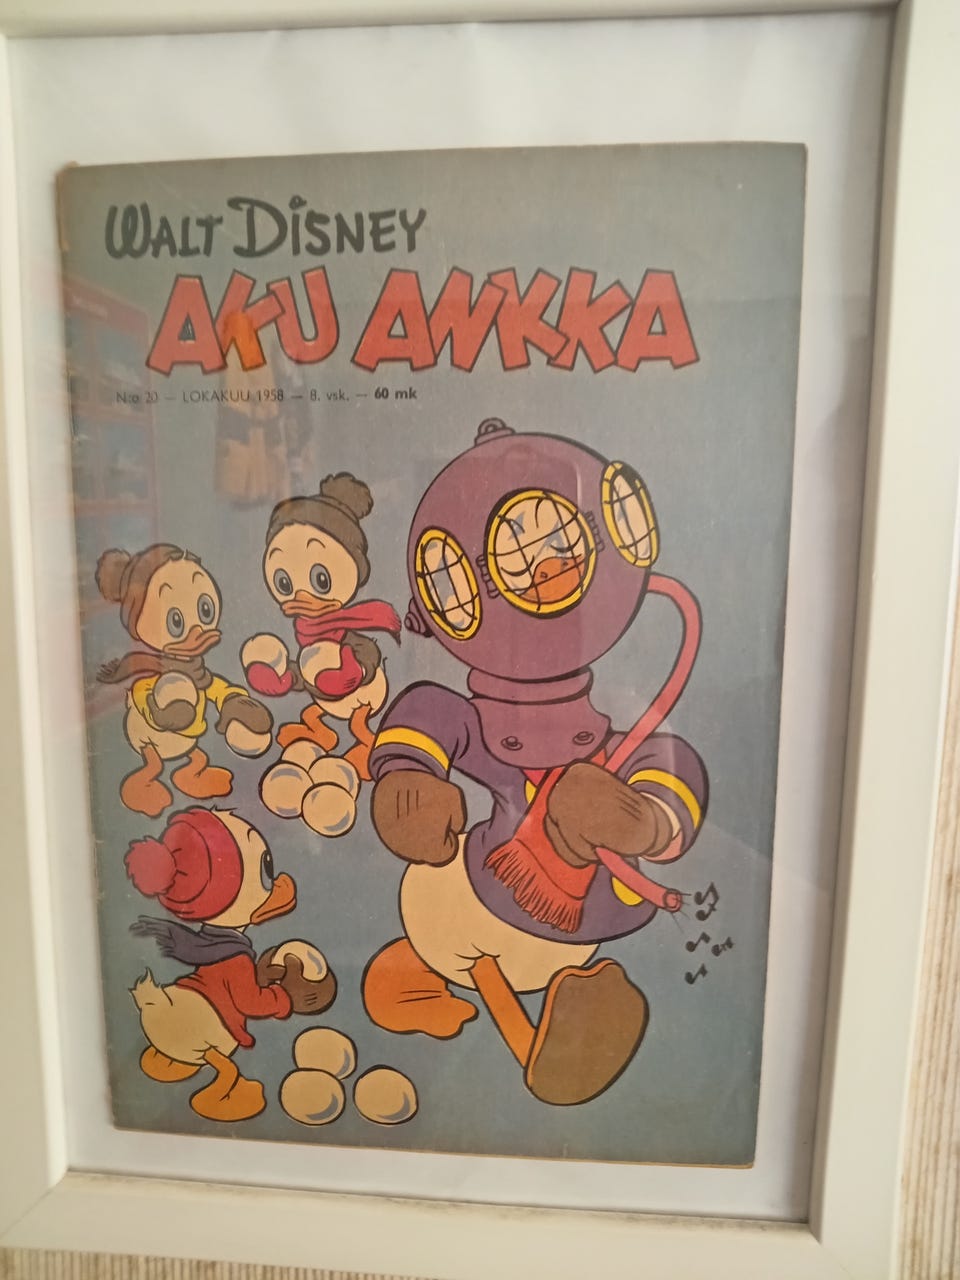 WALT DISNEY
AKU ANKKA
N:o 20 — LOKAKUU 1958 — 8. vsk. — 60 mk